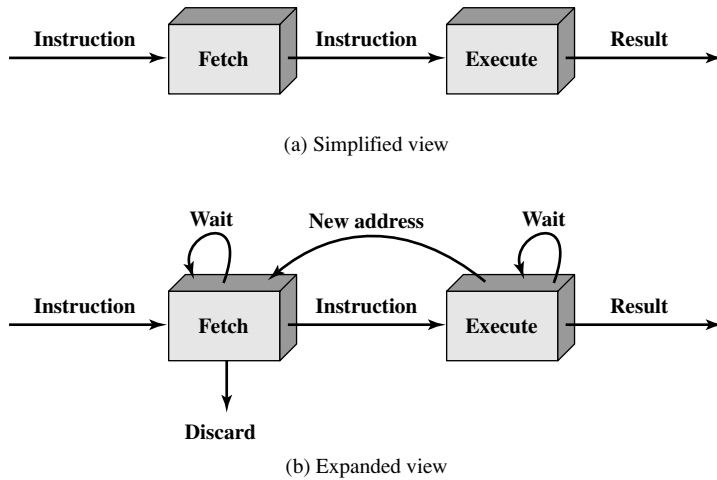 Instruction
Fetch
Instruction
Execute
Result
(a) Simplified view
Wait
New address
Wait
Instruction
Fetch
Instruction
Execute
Result
Discard
(b) Expanded view